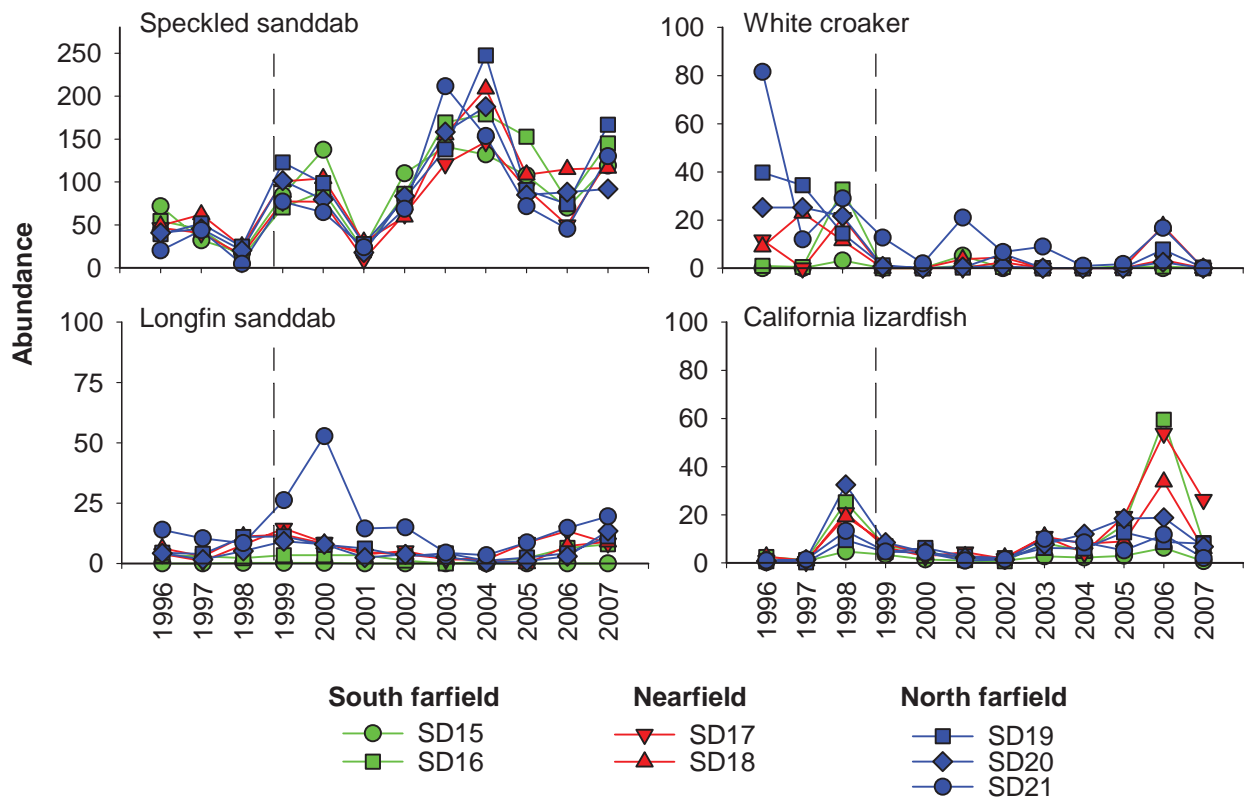 Speckled sanddab
250
200
150
100
50
0
White croaker
100
80
60
40
20
0
Abundance
Longfin sanddab
100
75
50
25
0
California lizardfish
100
80
60
40
20
0
1996 1997 1998 1999 2000 2001 2002 2003 2004 2005 2006 2007
1996 1997 1998 1999 2000 2001 2002 2003 2004 2005 2006 2007
South farfield
SD15
SD16
Nearfield
SD17
SD18
North farfield
SD19
SD20
SD21